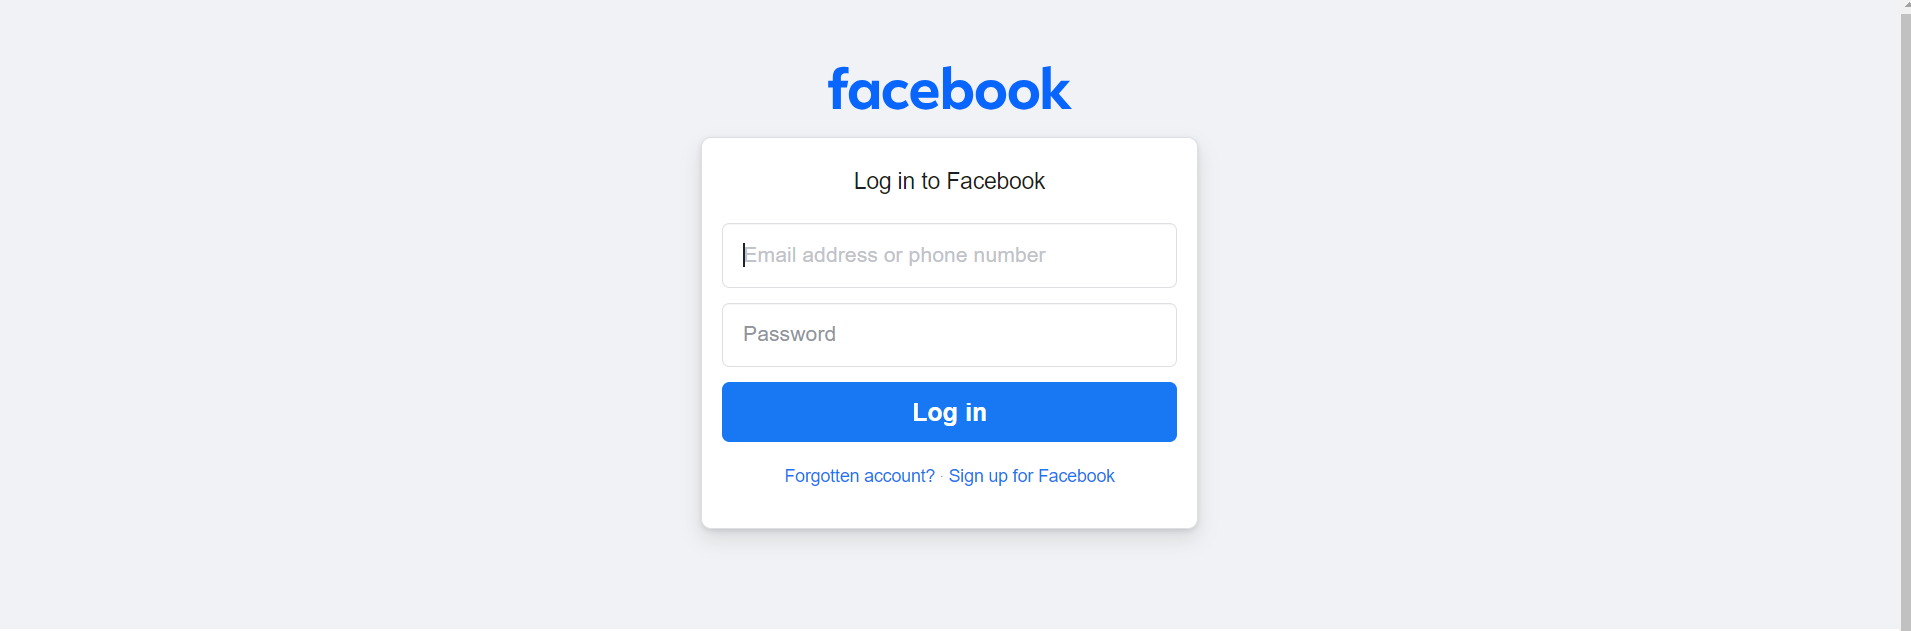 facebook
Log in to Facebook
Email address or phone number
Password
Log in
Forgotten account? · Sign up for Facebook